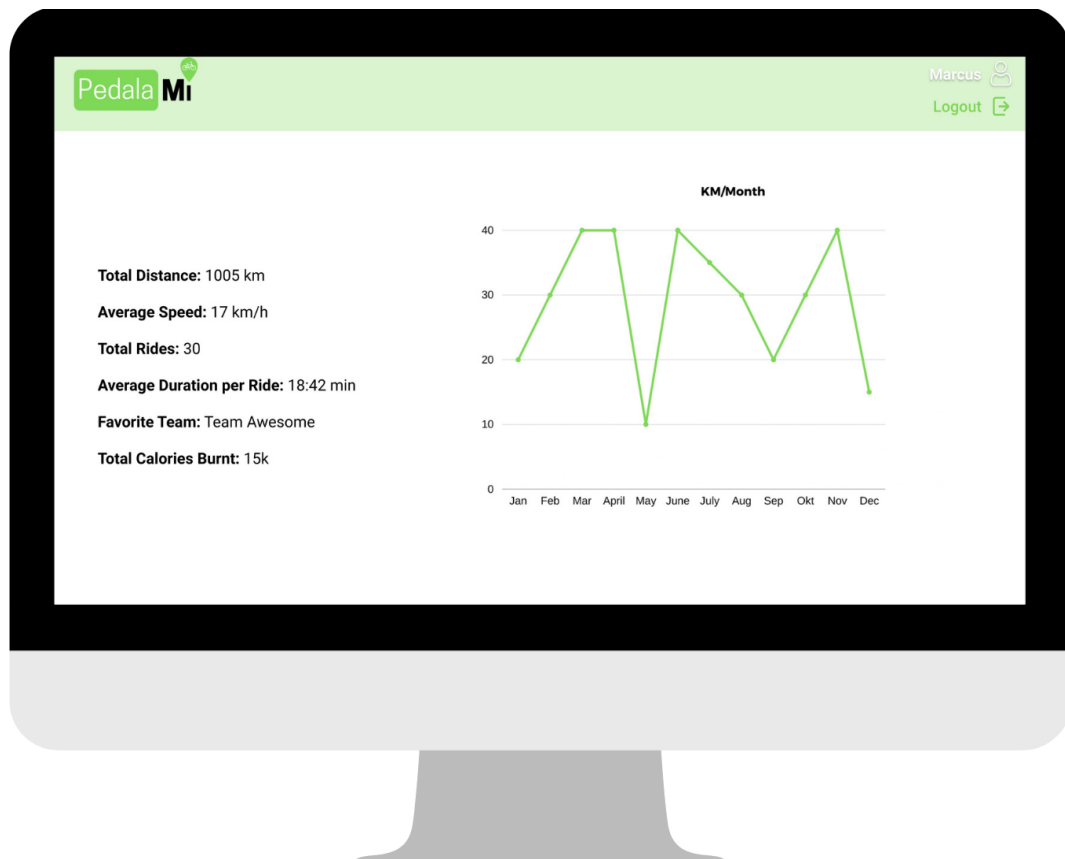 Pedala Mi
Marcus
Logout
Total Distance: 1005 km
Average Speed: 17 km/h
Total Rides: 30
Average Duration per Ride: 18:42 min
Favorite Team: Team Awesome
Total Calories Burnt: 15k
KM/Month
40
30
20
10
0
Jan Feb Mar April May June July Aug Sep Okt Nov Dec